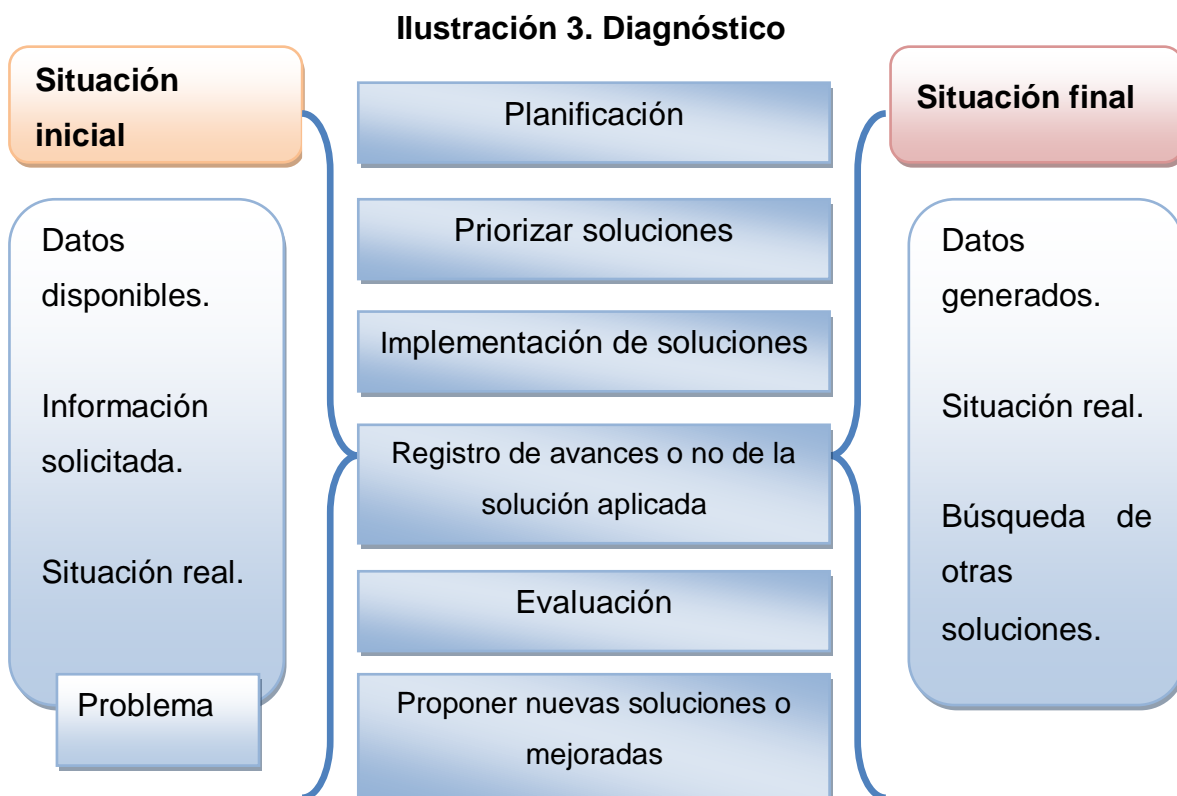 Ilustración 3. Diagnóstico
Situación
inicial
Datos
disponibles.
Información
solicitada.
Situación real.
Problema
Planificación
Priorizar soluciones
Implementación de soluciones
Registro de avances o no de la
solución aplicada
Evaluación
Proponer nuevas soluciones o
mejoradas
Situación final
Datos
generados.
Situación real.
Búsqueda de
otras
soluciones.